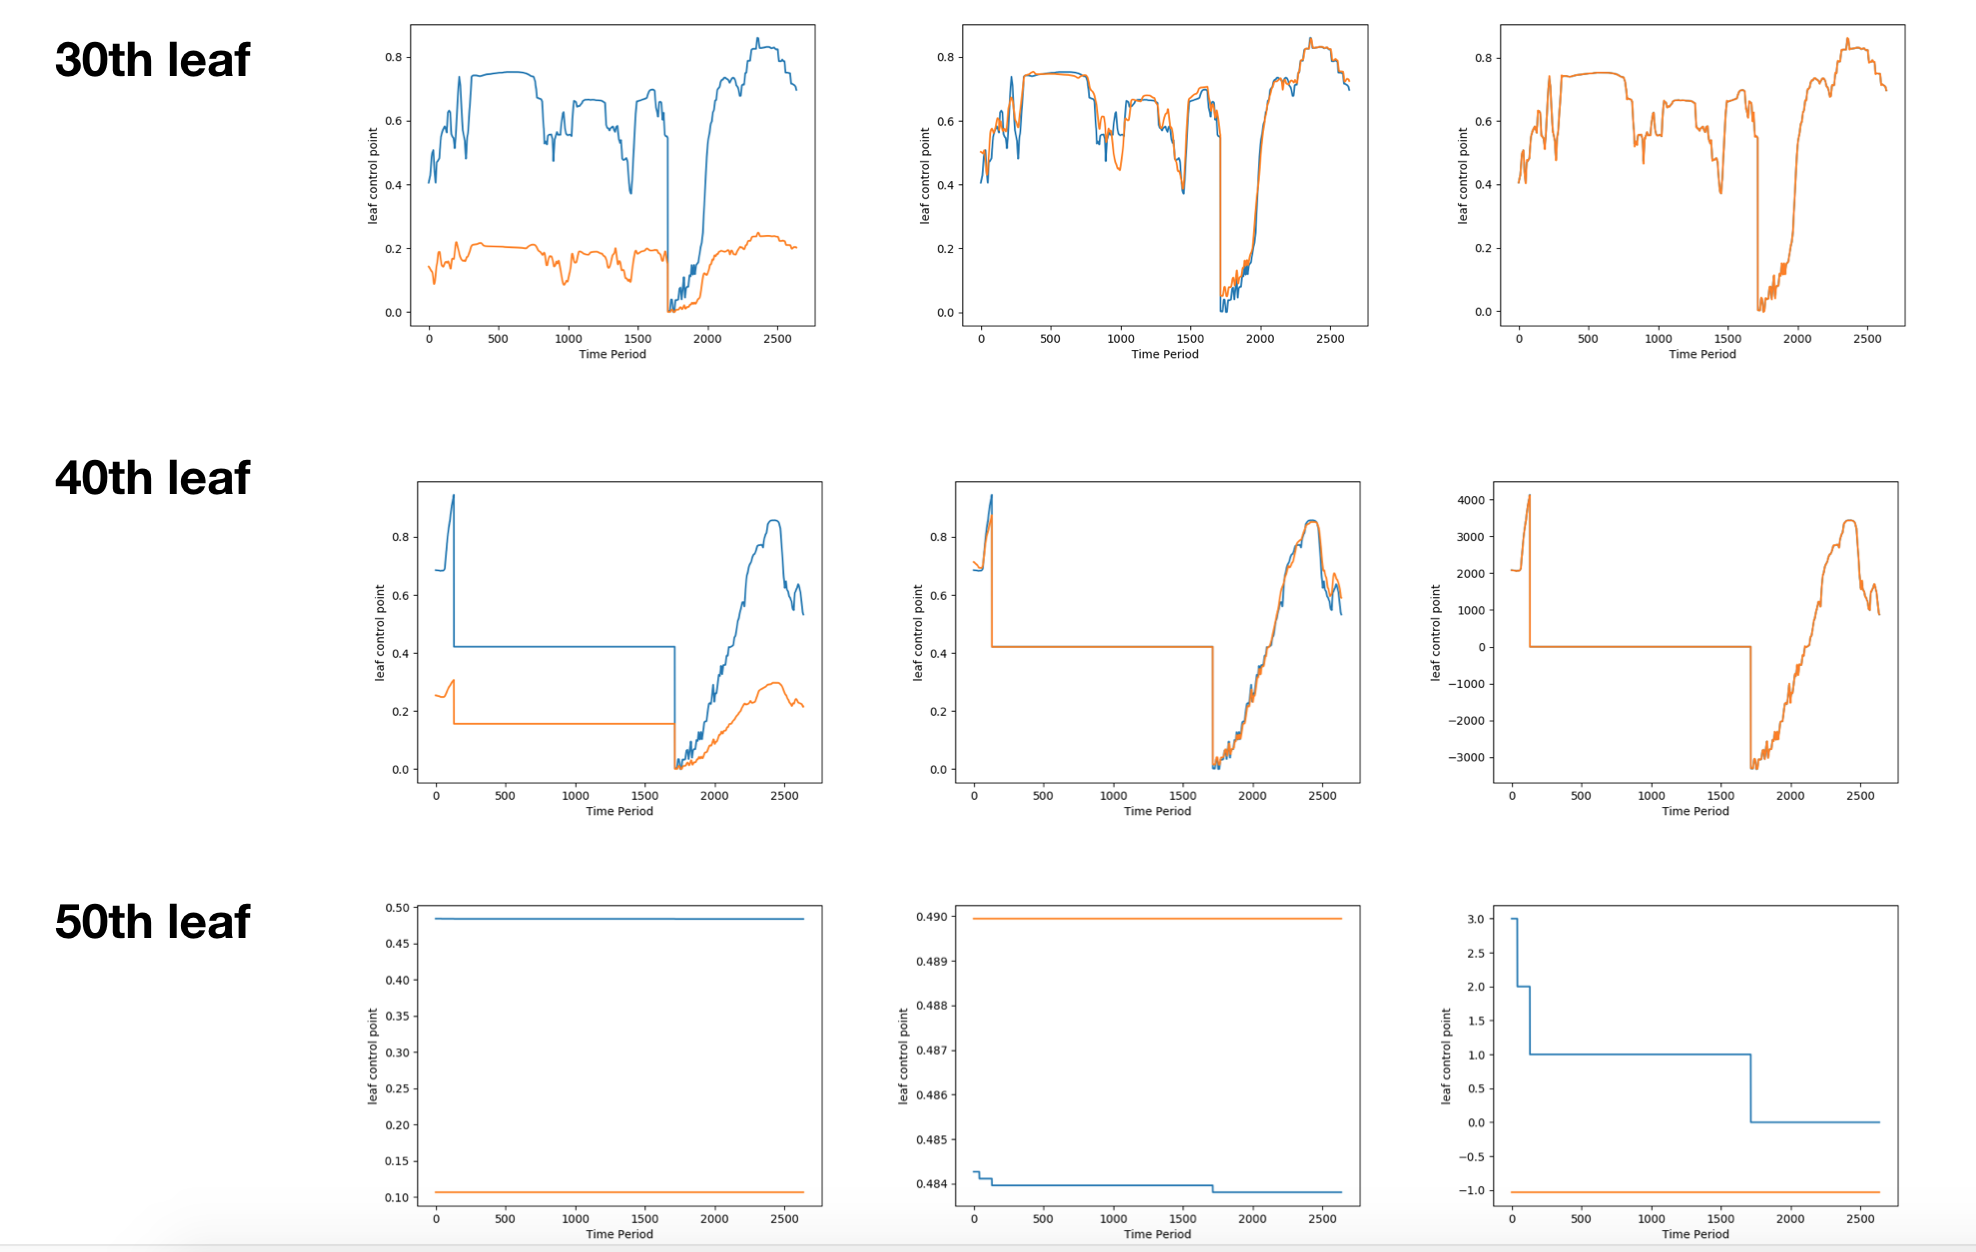 30th leaf
leaf control point
0.8
0.6
0.4
0.2
0.0
0 500 1000 1500 2000 2500
Time Period
leaf control point
0.8
0.6
0.4
0.2
0.0
0 500 1000 1500 2000 2500
Time Period
leaf control point
0.8
0.6
0.4
0.2
0.0
0 500 1000 1500 2000 2500
Time Period
40th leaf
leaf control point
0.8
0.6
0.4
0.2
0.0
0 500 1000 1500 2000 2500
Time Period
leaf control point
0.8
0.6
0.4
0.2
0.0
0 500 1000 1500 2000 2500
Time Period
leaf control point
4000
3000
2000
1000
0
−1000
−2000
−3000
0 500 1000 1500 2000 2500
Time Period
50th leaf
leaf control point
0.50
0.45
0.40
0.35
0.30
0.25
0.20
0.15
0.10
0 500 1000 1500 2000 2500
Time Period
leaf control point
0.490
0.489
0.488
0.487
0.486
0.485
0.484
0 500 1000 1500 2000 2500
Time Period
leaf control point
3.0
2.5
2.0
1.5
1.0
0.5
0.0
−0.5
−1.0
0 500 1000 1500 2000 2500
Time Period